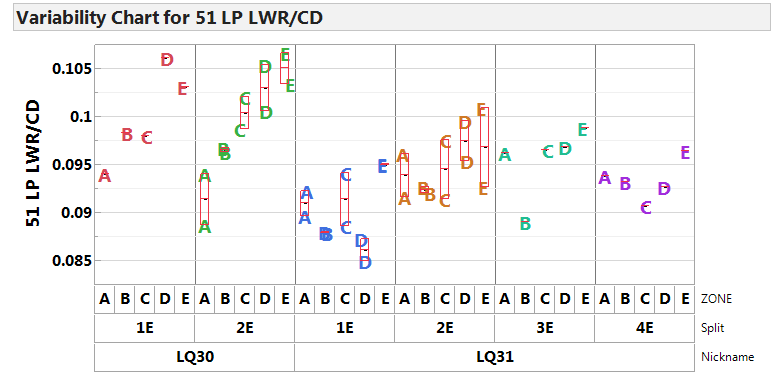 Variability Chart for 51 LP LWR/CD
51 LP LWR/CD
0.105
0.1
0.095
0.09
0.085
A B C D E A B C D E A B C D E A B C D E A B C D E A B C D E ZONE
1E 2E 1E 2E 3E 4E Split
LQ30 LQ31 Nickname